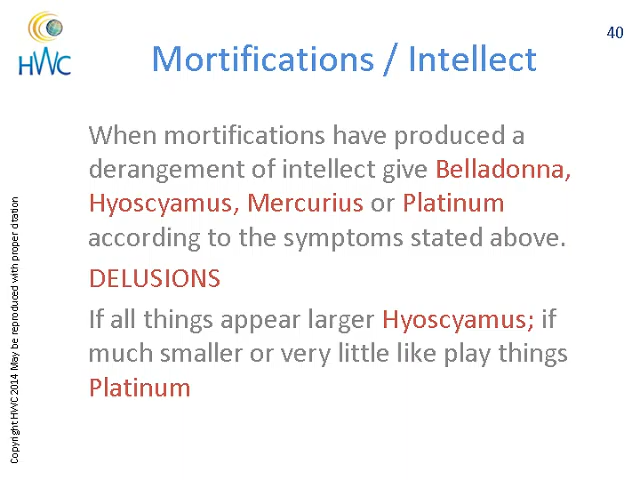 40
HWC
Mortifications / Intellect
When mortifications have produced a
derangement of intellect give Belladonna,
Hyoscyamus, Mercurius or Platinum
according to the symptoms stated above.
DELUSIONS
If all things appear larger Hyoscyamus; if
much smaller or very little like play things
Platinum
Copyright HWC 2014 May be reproduced with proper citation